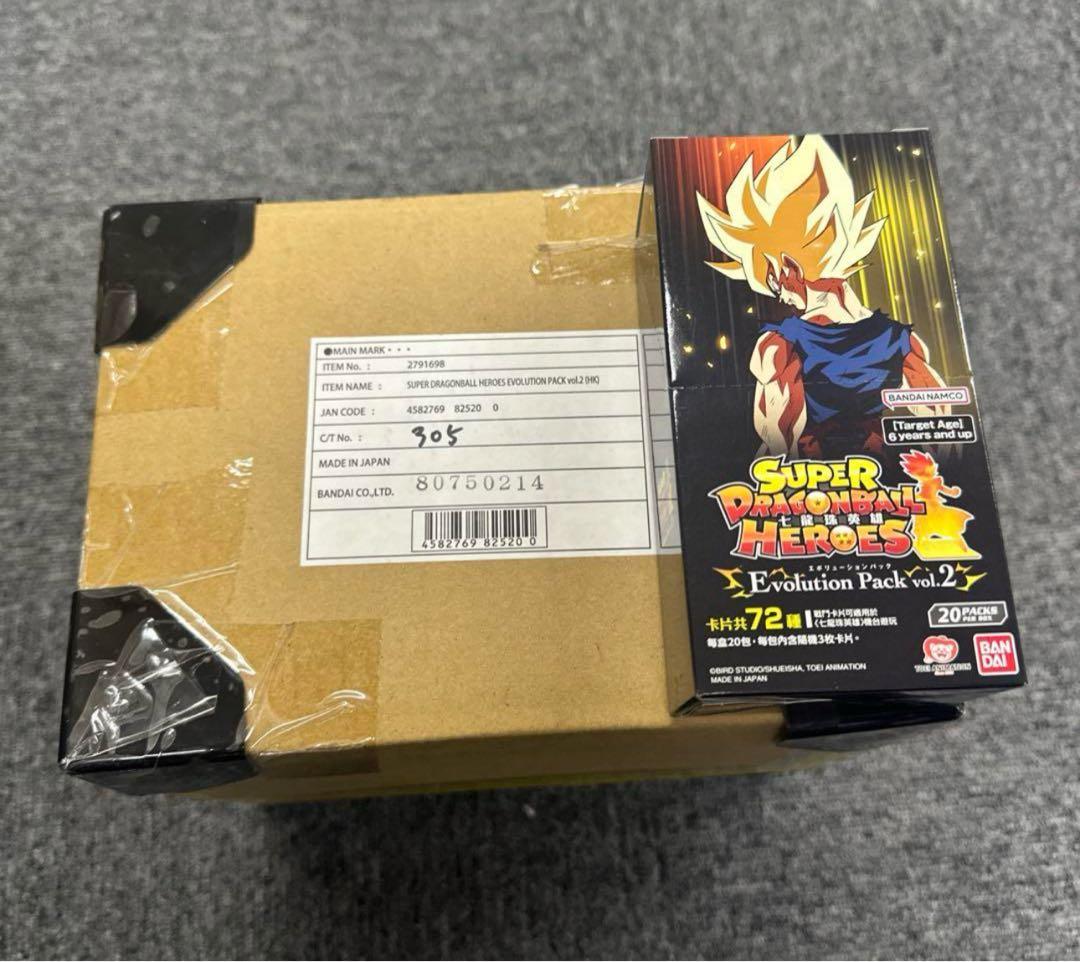 ●MAIN MARK・・・
ITEM No. : 2791698
ITEM NAME : SUPER DRAGONBALL HEROES EVOLUTION PACK vol.2 (HK)
JAN CODE : 4582769 82520 0
C/T No. : 305
MADE IN JAPAN
BANDAI CO.,LTD. 80750214
4582769 82520 0
BANDAI NAMCO
[Target Age]
6 years and up
SUPER
DRAGONBALL
七龍珠英雄
HEROES
エボリューションパック
Evolution Pack vol.2
卡片共72種
戰鬥卡片可適用於
《七龍珠英雄》機台遊玩
20 PACKS
PER BOX
每盒20包・每包內含隨機3枚卡片。
©BIRD STUDIO/SHUEISHA, TOEI ANIMATION
MADE IN JAPAN
TOEI ANIMATION
BAN
DAI